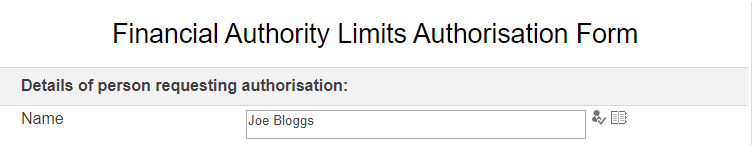 Financial Authority Limits Authorisation Form
Details of person requesting authorisation:
Name Joe Bloggs